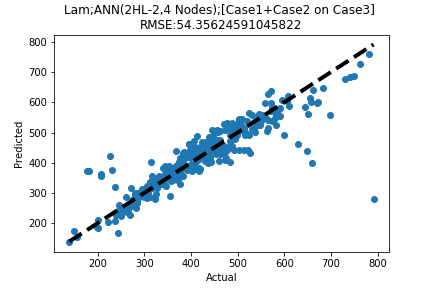 Lam;ANN(2HL-2,4 Nodes);[Case1+Case2 on Case3]
RMSE:54.35624591045822
800
700
600
500
400
300
200
Predicted
200 300 400 500 600 700 800
Actual